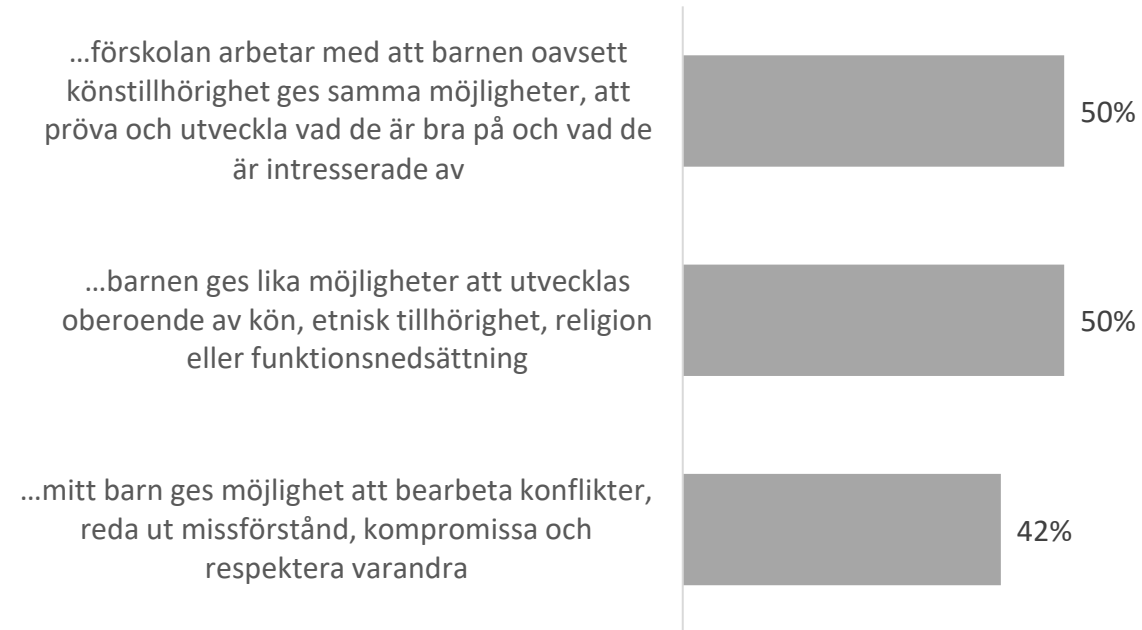 …förskolan arbetar med att barnen oavsett
könstillhörighet ges samma möjligheter, att
pröva och utveckla vad de är bra på och vad de
är intresserade av
50%
…barnen ges lika möjligheter att utvecklas
oberoende av kön, etnisk tillhörighet, religion
eller funktionsnedsättning
50%
…mitt barn ges möjlighet att bearbeta konflikter,
reda ut missförstånd, kompromissa och
respektera varandra
42%